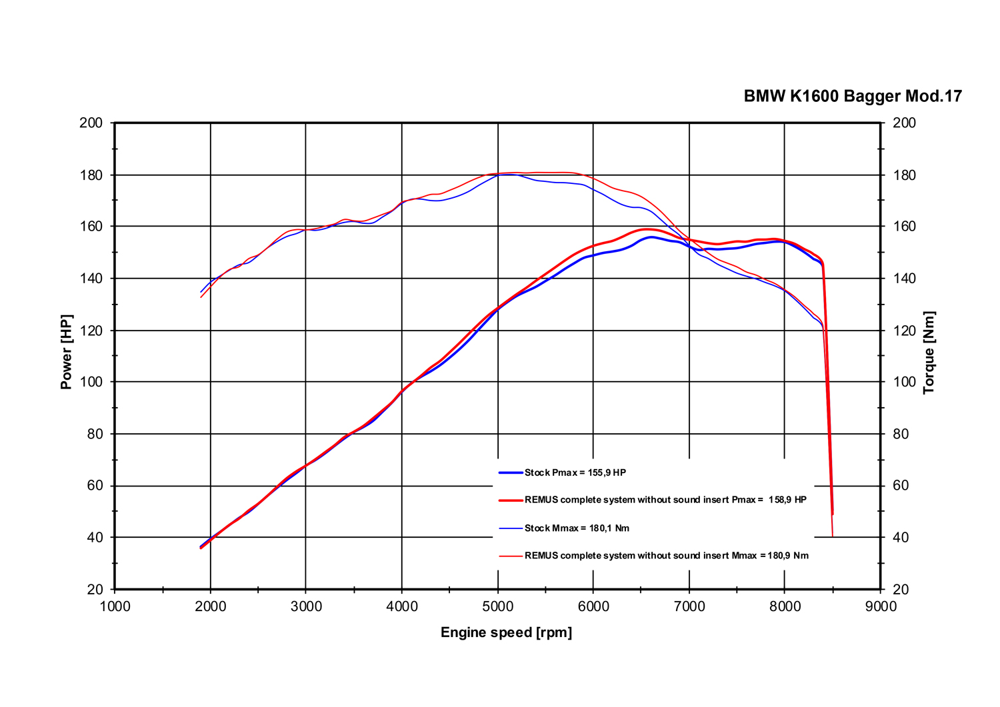 BMW K1600 Bagger Mod.17
200 200
180 180
160 160
140 140
120 120
Power [HP] Torque [Nm]
100 100
80 80
Stock Pmax = 155,9 HP
60 60
REMUS complete system without sound insert Pmax = 158,9 HP
Stock Mmax = 180,1 Nm
40 40
REMUS complete system without sound insert Mmax = 180,9 Nm
20 20
1000 2000 3000 4000 5000 6000 7000 8000 9000
Engine speed [rpm]